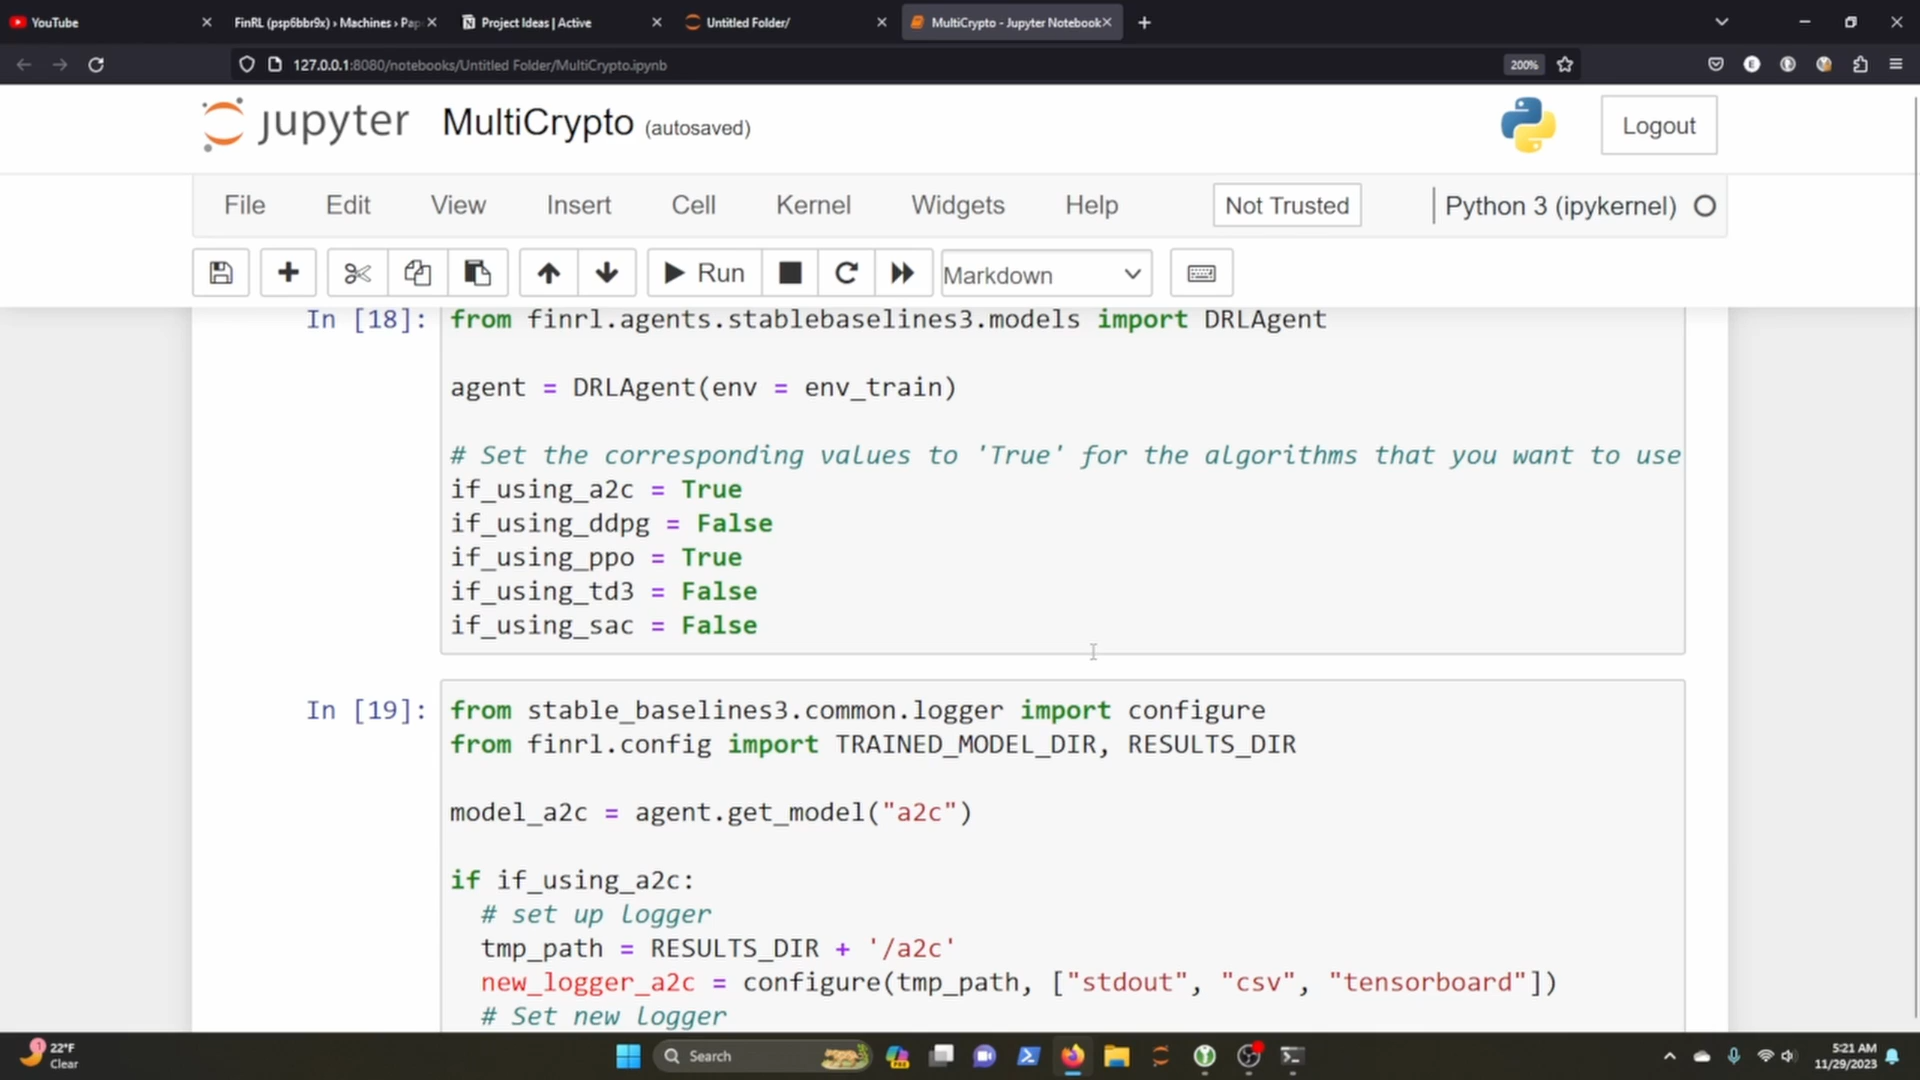 YouTube
FinRL (psp6bbr9x) › Machines › Pap
Project Ideas | Active
Untitled Folder/
MultiCrypto - Jupyter Notebook
127.0.0.1:8080/notebooks/Untitled Folder/MultiCrypto.ipynb
200%
jupyter MultiCrypto (autosaved)
Logout
File Edit View Insert Cell Kernel Widgets Help Not Trusted Python 3 (ipykernel)
Run Markdown
In [18]: from finrl.agents.stablebaselines3.models import DRLAgent
agent = DRLAgent(env = env_train)
# Set the corresponding values to 'True' for the algorithms that you want to use
if_using_a2c = True
if_using_ddpg = False
if_using_ppo = True
if_using_td3 = False
if_using_sac = False
In [19]: from stable_baselines3.common.logger import configure
from finrl.config import TRAINED_MODEL_DIR, RESULTS_DIR
model_a2c = agent.get_model("a2c")
if if_using_a2c:
# set up logger
tmp_path = RESULTS_DIR + '/a2c'
new_logger_a2c = configure(tmp_path, ["stdout", "csv", "tensorboard"])
# Set new logger
22°F
Clear
Search
5:21 AM
11/29/2023